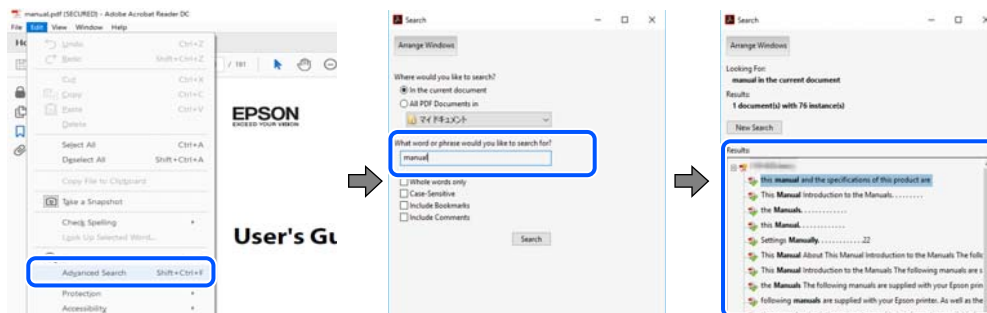 manual.pdf (SECURED) - Adobe Acrobat Reader DC
File Edit View Window Help
Undo Ctrl+Z
Redo Shift+Ctrl+Z
Cut Ctrl+X
Copy Ctrl+C
Paste Ctrl+V
Delete
Select All Ctrl+A
Deselect All Shift+Ctrl+A
Copy File to Clipboard
Take a Snapshot
Check Spelling
Look Up Selected Word...
Advanced Search Shift+Ctrl+F
Protection
Accessibility
/ 191
EPSON
EXCEED YOUR VISION
User's Gu
Search
Arrange Windows
Where would you like to search?
In the current document
All PDF Documents in
マイ ドキュメント
What word or phrase would you like to search for?
manual
Whole words only
Case-Sensitive
Include Bookmarks
Include Comments
Search
Search
Arrange Windows
Looking For:
manual in the current document
Results:
1 document(s) with 76 instance(s)
New Search
Results:
this manual and the specifications of this product are
This Manual Introduction to the Manuals. . . . . . . . .
the Manuals. . . . . . . . . . . . .
this Manual. . . . . . . . . . . . .
Settings Manually. . . . . . . . . . . . .22
This Manual About This Manual Introduction to the Manuals The follo
This Manual Introduction to the Manuals The following manuals are s
the Manuals The following manuals are supplied with your Epson prin
following manuals are supplied with your Epson printer. As well as the